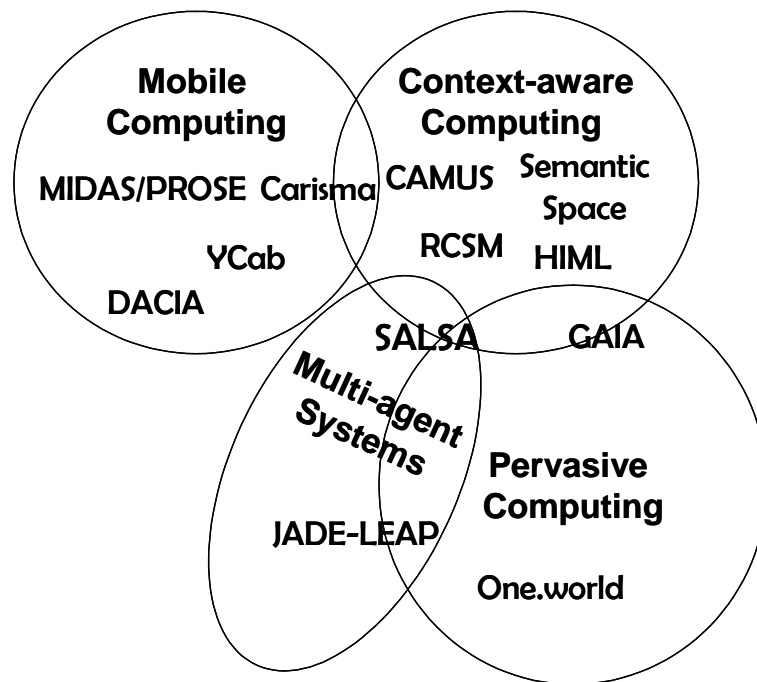 Mobile
Computing
Context-aware
Computing
MIDAS/PROSE
Carisma
CAMUS
Semantic
Space
YCab
RCSM
HIML
DACIA
SALSA
GAIA
Multi-agent
Systems
Pervasive
Computing
JADE-LEAP
One.world